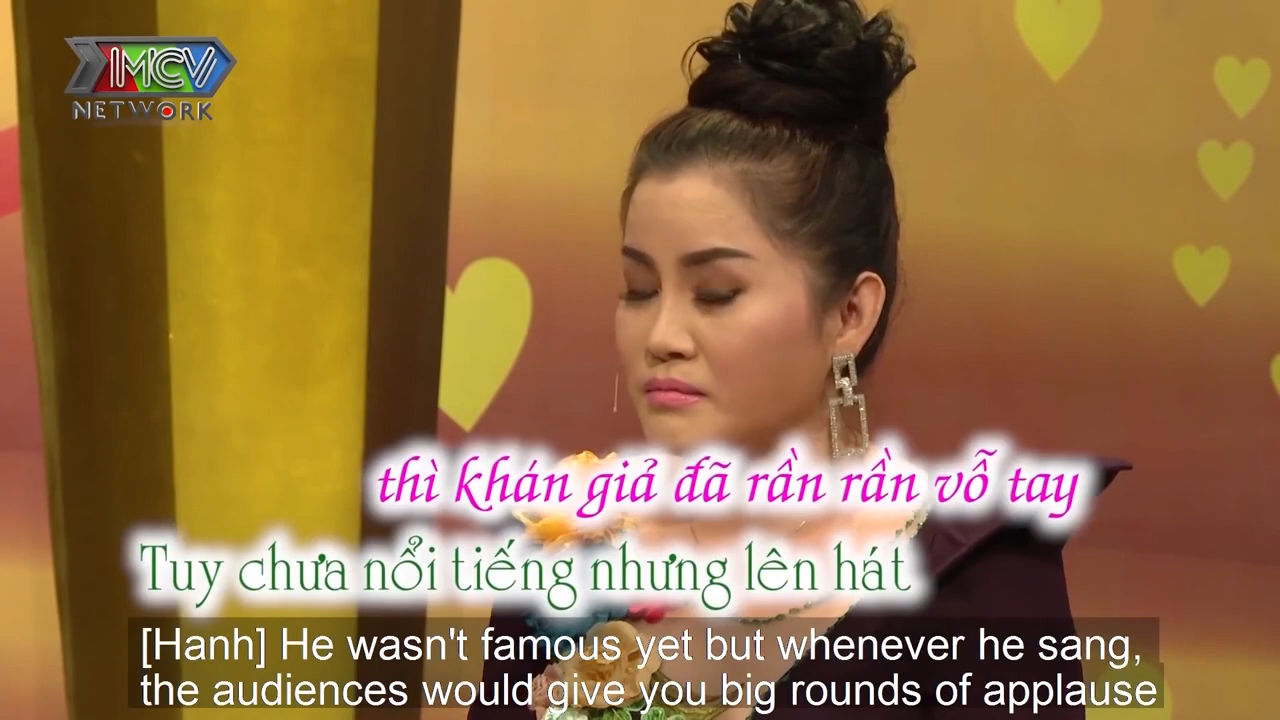 MCV
NETWORK
thì khán giả đã rần rần vỗ tay
Tuy chưa nổi tiếng nhưng lên hát
[Hanh] He wasn't famous yet but whenever he sang,
the audiences would give you big rounds of applause